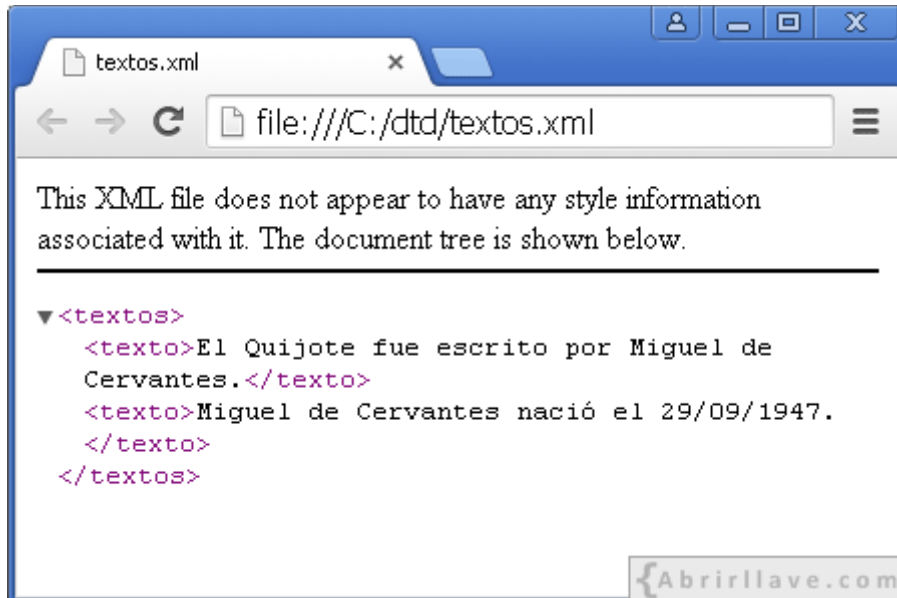 textos.xml
file:///C:/dtd/textos.xml
This XML file does not appear to have any style information
associated with it. The document tree is shown below.
▼<textos>
<texto>El Quijote fue escrito por Miguel de
Cervantes.</texto>
<texto>Miguel de Cervantes nació el 29/09/1947.
</texto>
</textos>
{Abrirllave.com